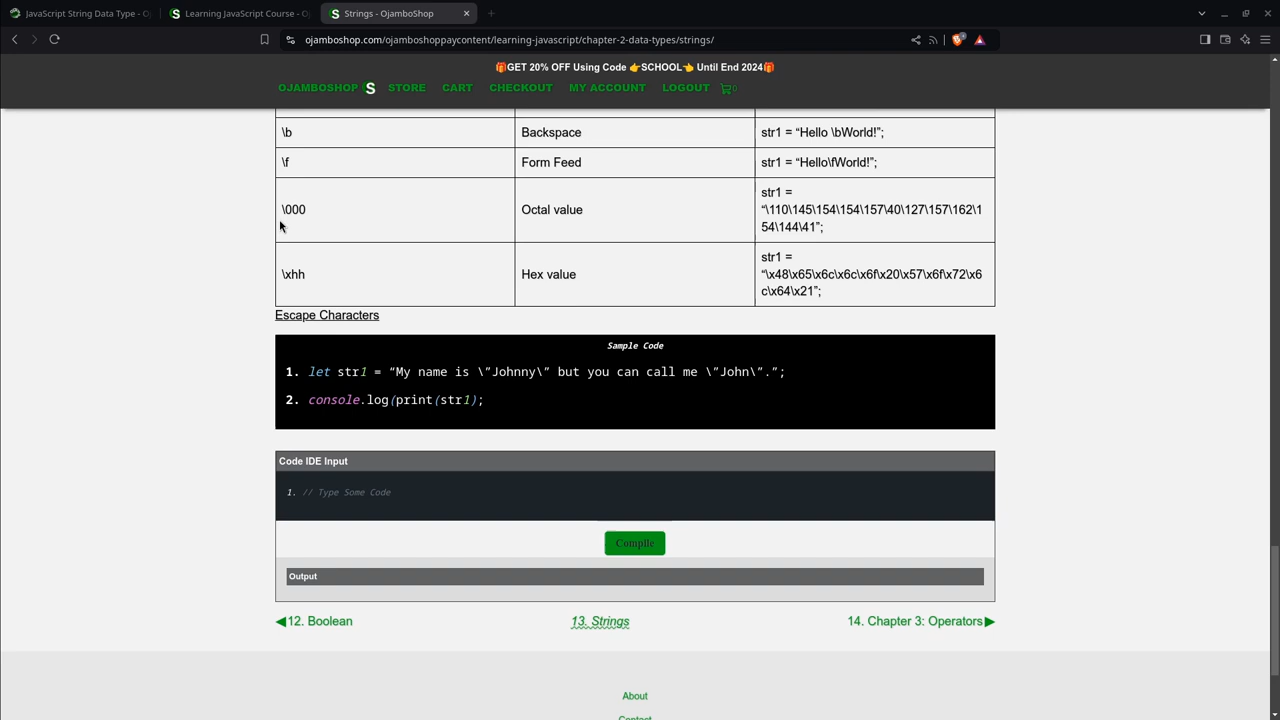 JavaScript String Data Type - O
Learning JavaScript Course - O
Strings - OjamboShop
ojamboshop.com/ojamboshoppaycontent/learning-javascript/chapter-2-data-types/strings/
🎁GET 20% OFF Using Code 👉SCHOOL👈 Until End 2024🎁
OJAMBOSHOP S STORE CART CHECKOUT MY ACCOUNT LOGOUT 0
\b Backspace str1 = “Hello \bWorld!”;
\f Form Feed str1 = “Hello\fWorld!”;
\000 Octal value str1 =
“\110\145\154\154\157\40\127\157\162\1
54\144\41”;
\xhh Hex value str1 =
“\x48\x65\x6c\x6c\x6f\x20\x57\x6f\x72\x6
c\x64\x21”;
Escape Characters
Sample Code
1. let str1 = “My name is \”Johnny\” but you can call me \”John\”.”;
2. console.log(print(str1);
Code IDE Input
1. // Type Some Code
Compile
Output
◀12. Boolean 13. Strings 14. Chapter 3: Operators▶
About
Contact